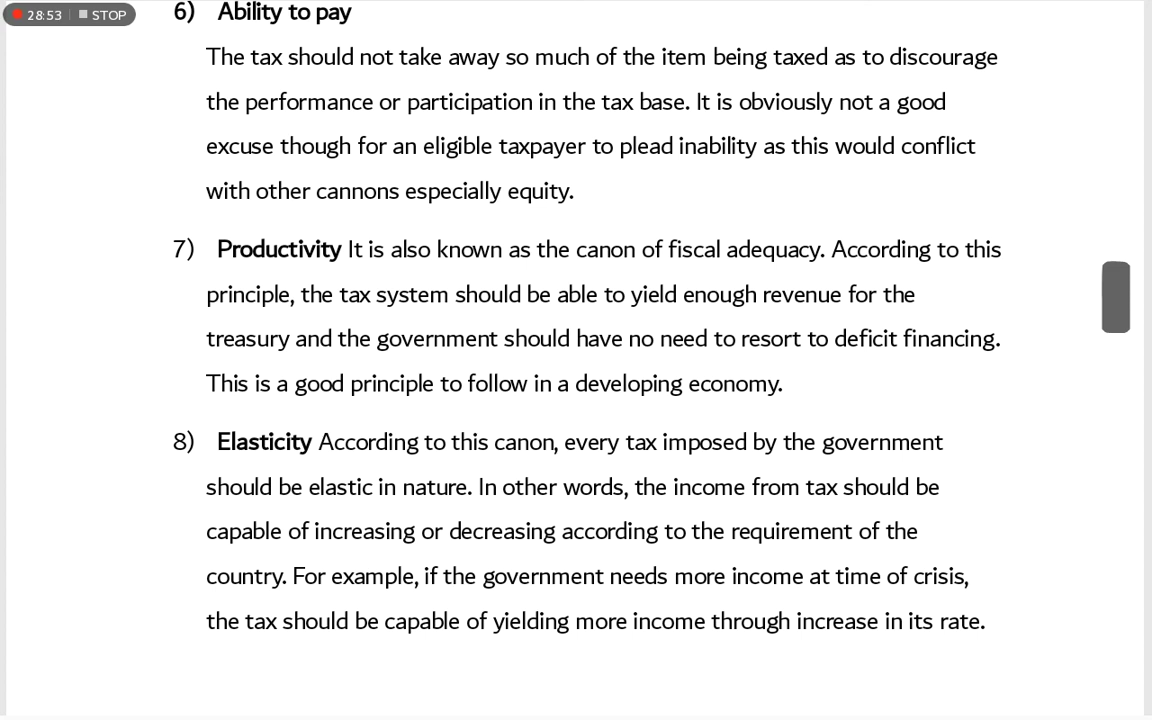 28:53 STOP
6) Ability to pay
The tax should not take away so much of the item being taxed as to discourage
the performance or participation in the tax base. It is obviously not a good
excuse though for an eligible taxpayer to plead inability as this would conflict
with other cannons especially equity.
7) Productivity It is also known as the canon of fiscal adequacy. According to this
principle, the tax system should be able to yield enough revenue for the
treasury and the government should have no need to resort to deficit financing.
This is a good principle to follow in a developing economy.
8) Elasticity According to this canon, every tax imposed by the government
should be elastic in nature. In other words, the income from tax should be
capable of increasing or decreasing according to the requirement of the
country. For example, if the government needs more income at time of crisis,
the tax should be capable of yielding more income through increase in its rate.